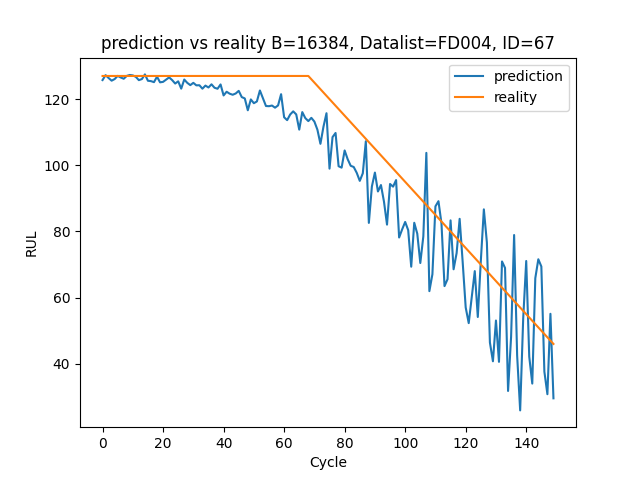 prediction vs reality B=16384, Datalist=FD004, ID=67
prediction
reality
120
100
80
60
40
RUL
0 20 40 60 80 100 120 140
Cycle